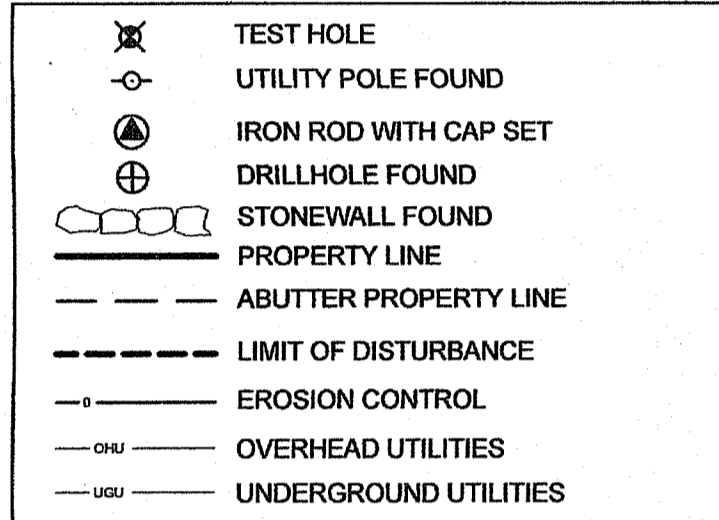 TEST HOLE
UTILITY POLE FOUND
IRON ROD WITH CAP SET
DRILLHOLE FOUND
STONEWALL FOUND
PROPERTY LINE
ABUTTER PROPERTY LINE
LIMIT OF DISTURBANCE
EROSION CONTROL
OHU OVERHEAD UTILITIES
UGU UNDERGROUND UTILITIES